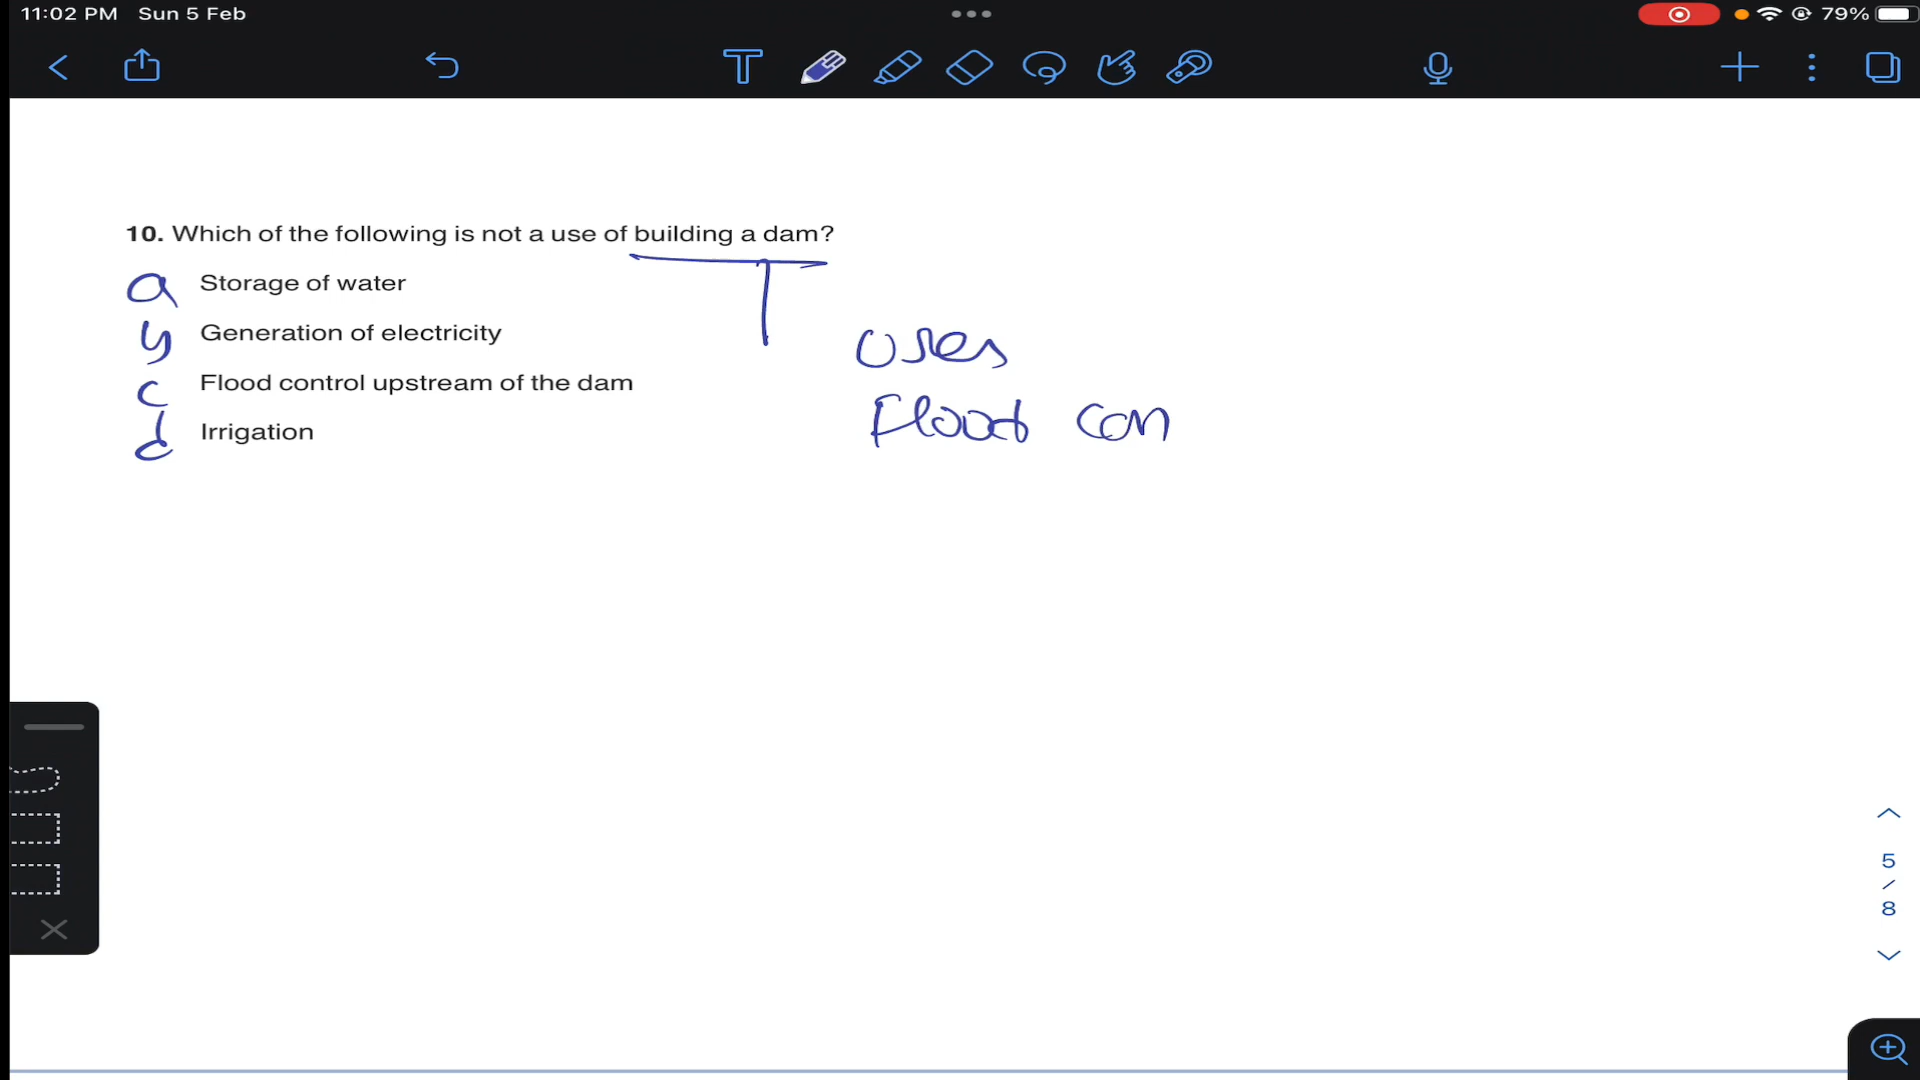 11:02 PM Sun 5 Feb
79%
T
10. Which of the following is not a use of building a dam?
a Storage of water
b Generation of electricity
c Flood control upstream of the dam
d Irrigation
uses
Flood con
5
/
8